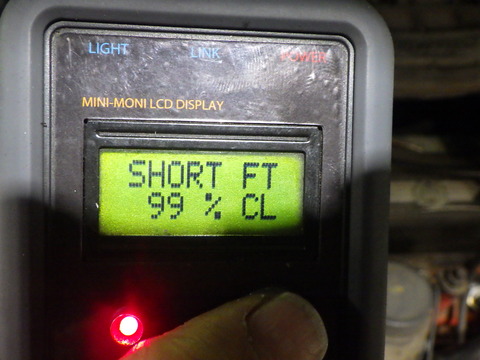 LIGHT LINK POWER
MINI-MONI LCD DISPLAY
SHORT FT
99 % CL